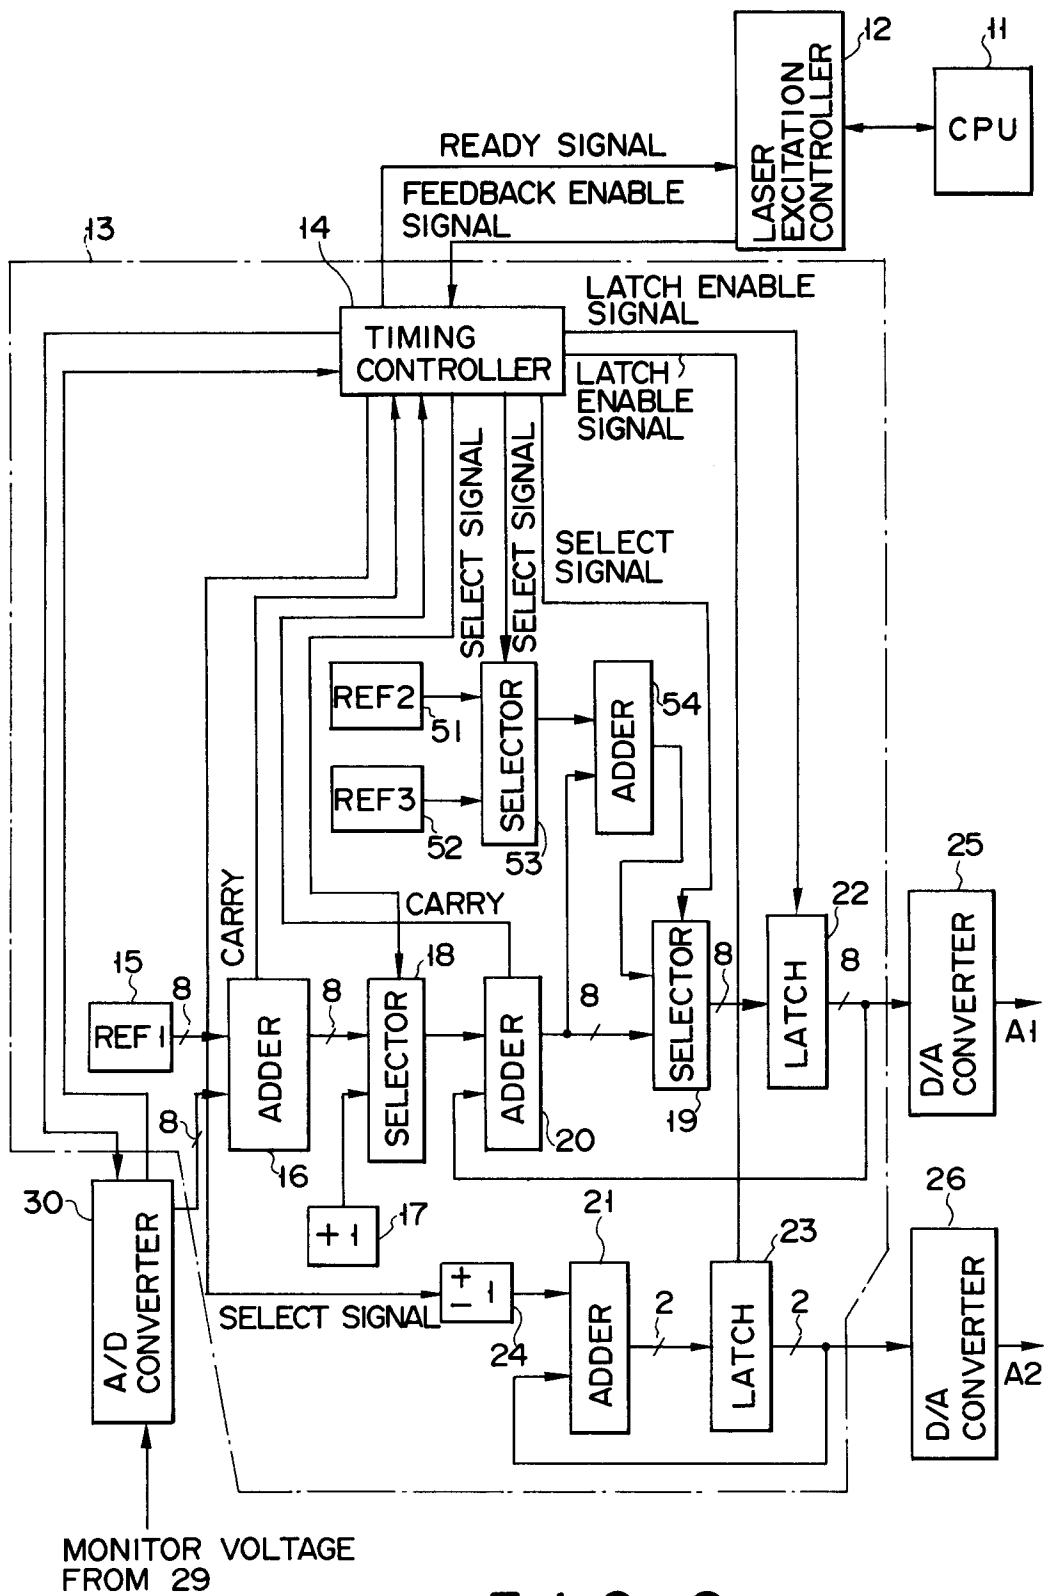 12
11
LASER
EXCITATION
CONTROLLER
CPU
READY SIGNAL
FEEDBACK ENABLE
SIGNAL
13
14
LATCH ENABLE
SIGNAL
TIMING
CONTROLLER
LATCH
ENABLE
SIGNAL
SELECT SIGNAL
SELECT SIGNAL
SELECT
SIGNAL
REF2
51
SELECTOR
53
ADDER
54
REF3
52
CARRY
CARRY
15
REF1
8
8
ADDER
16
8
18
SELECTOR
+1
17
ADDER
20
8
SELECTOR
19
8
22
LATCH
8
25
D/A
CONVERTER
A1
30
A/D
CONVERTER
SELECT SIGNAL
+
- 1
24
21
ADDER
2
23
LATCH
2
26
D/A
CONVERTER
A2
MONITOR VOLTAGE
FROM 29